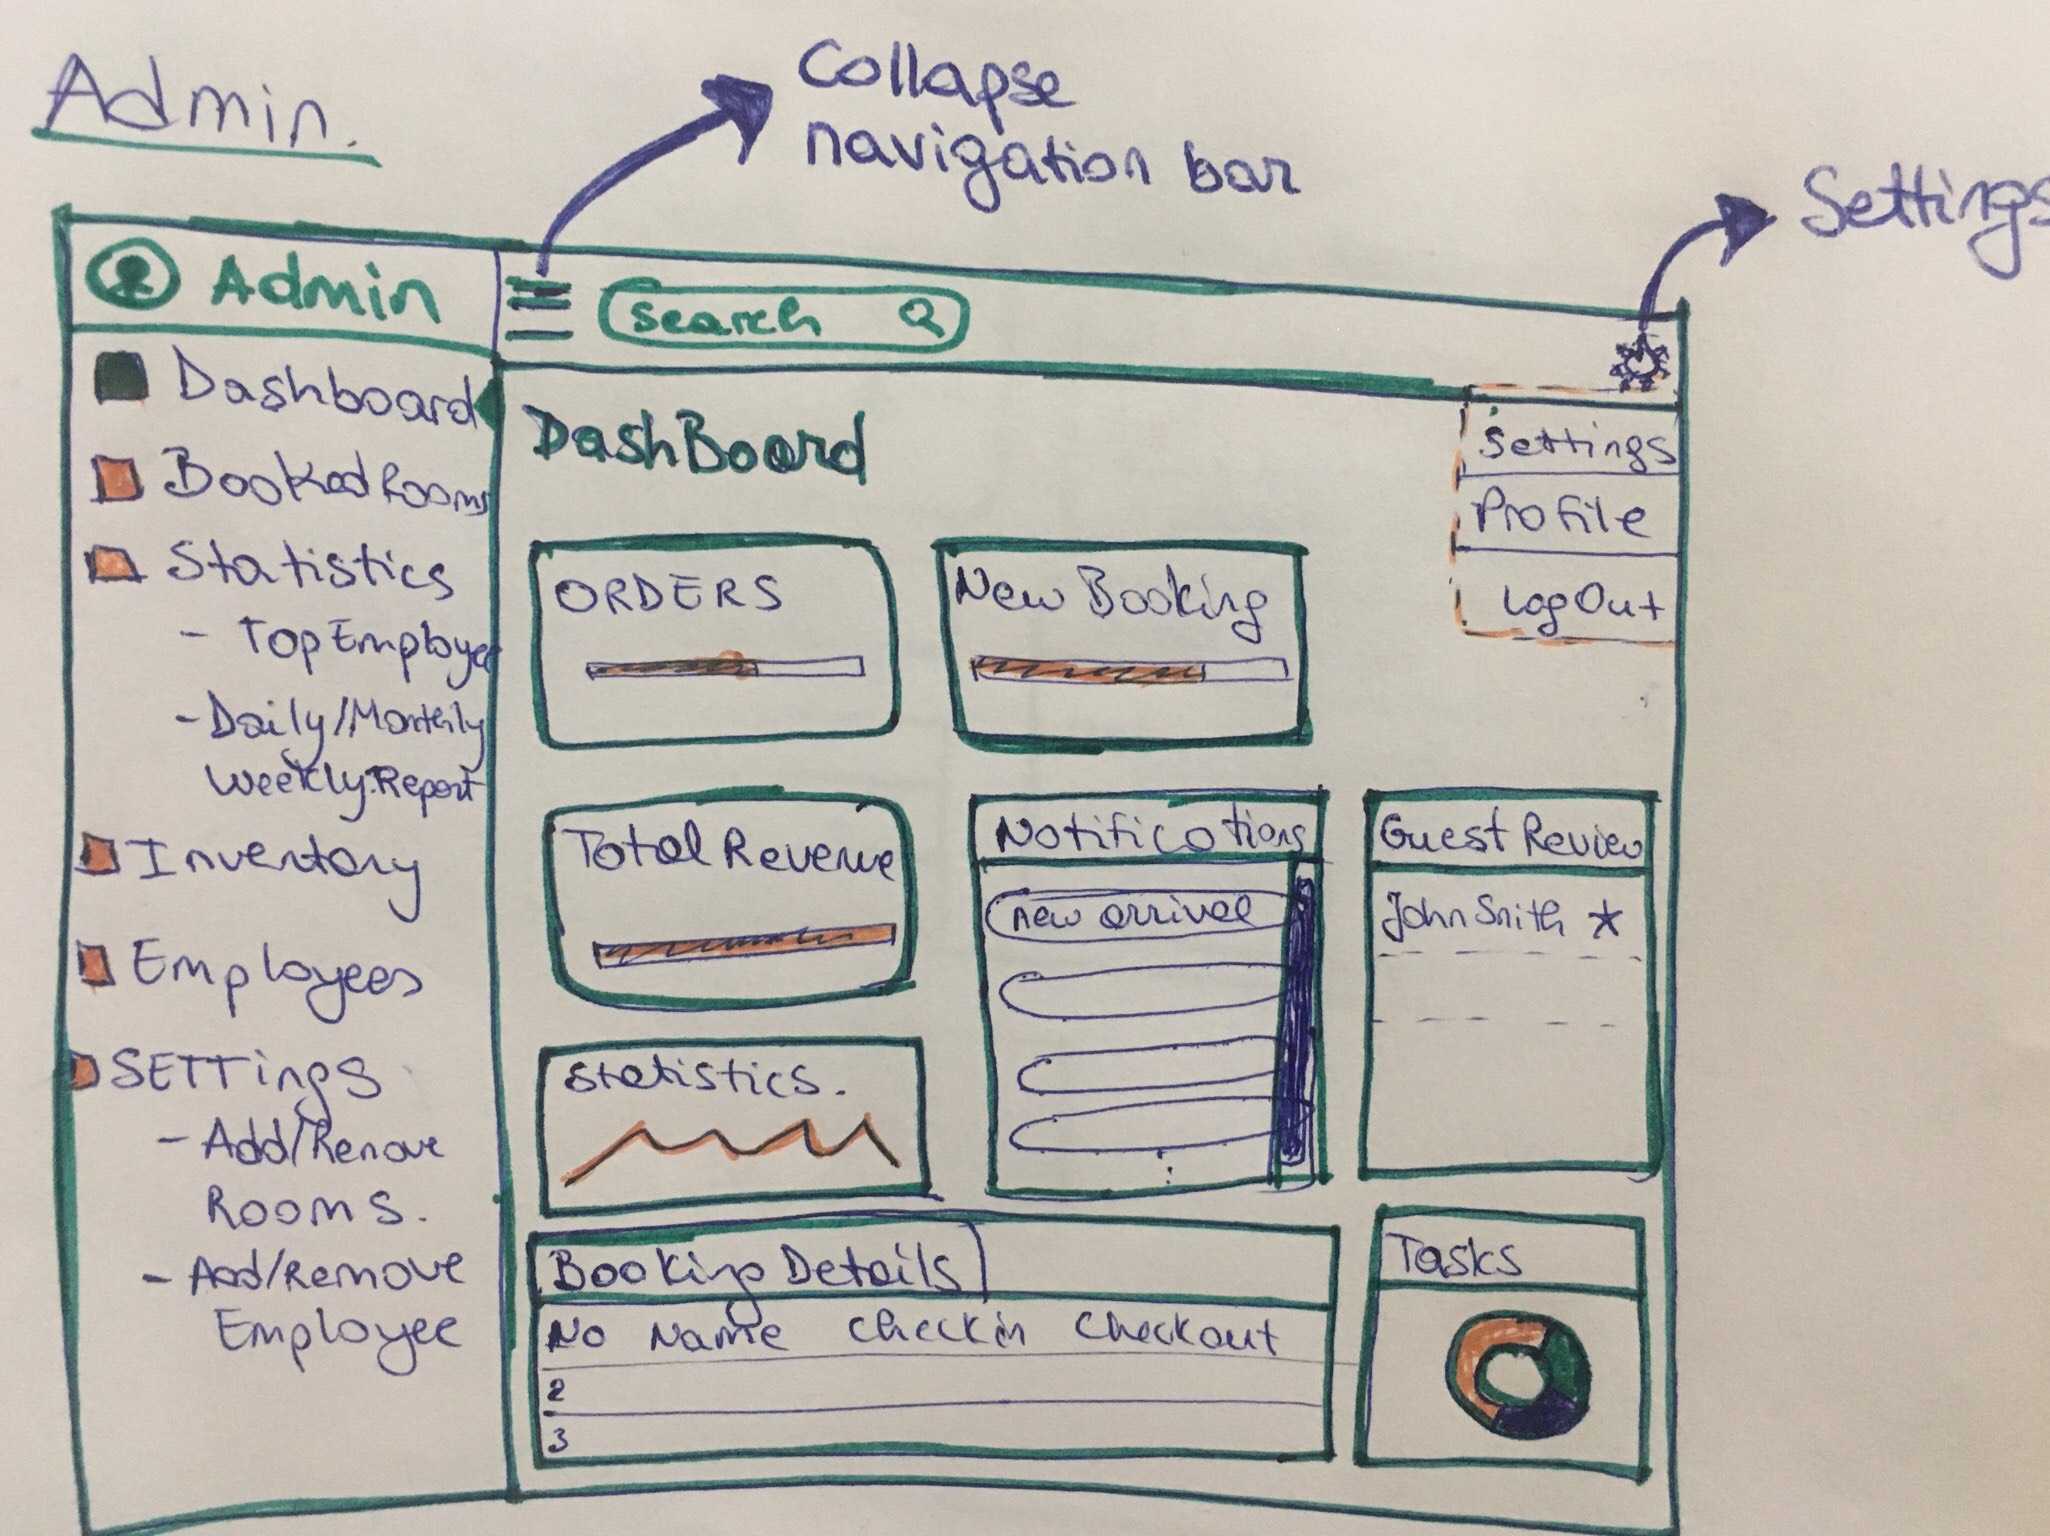 Admin.
Collapse
navigation bar
Settings
Admin
search
Dashboard
Booked Rooms
Statistics
- Top Employee
- Daily/Monthly
Weekly Report
Inventory
Employees
SETTings
- Add/Remove
Rooms.
- Add/Remove
Employee
DashBoard
Settings
Profile
LogOut
ORDERS
New Booking
Total Revenue
Notifications
new arrival
Guest Review
John Smith
statistics.
Booking Details
No Name checkin checkout
2
3
Tasks